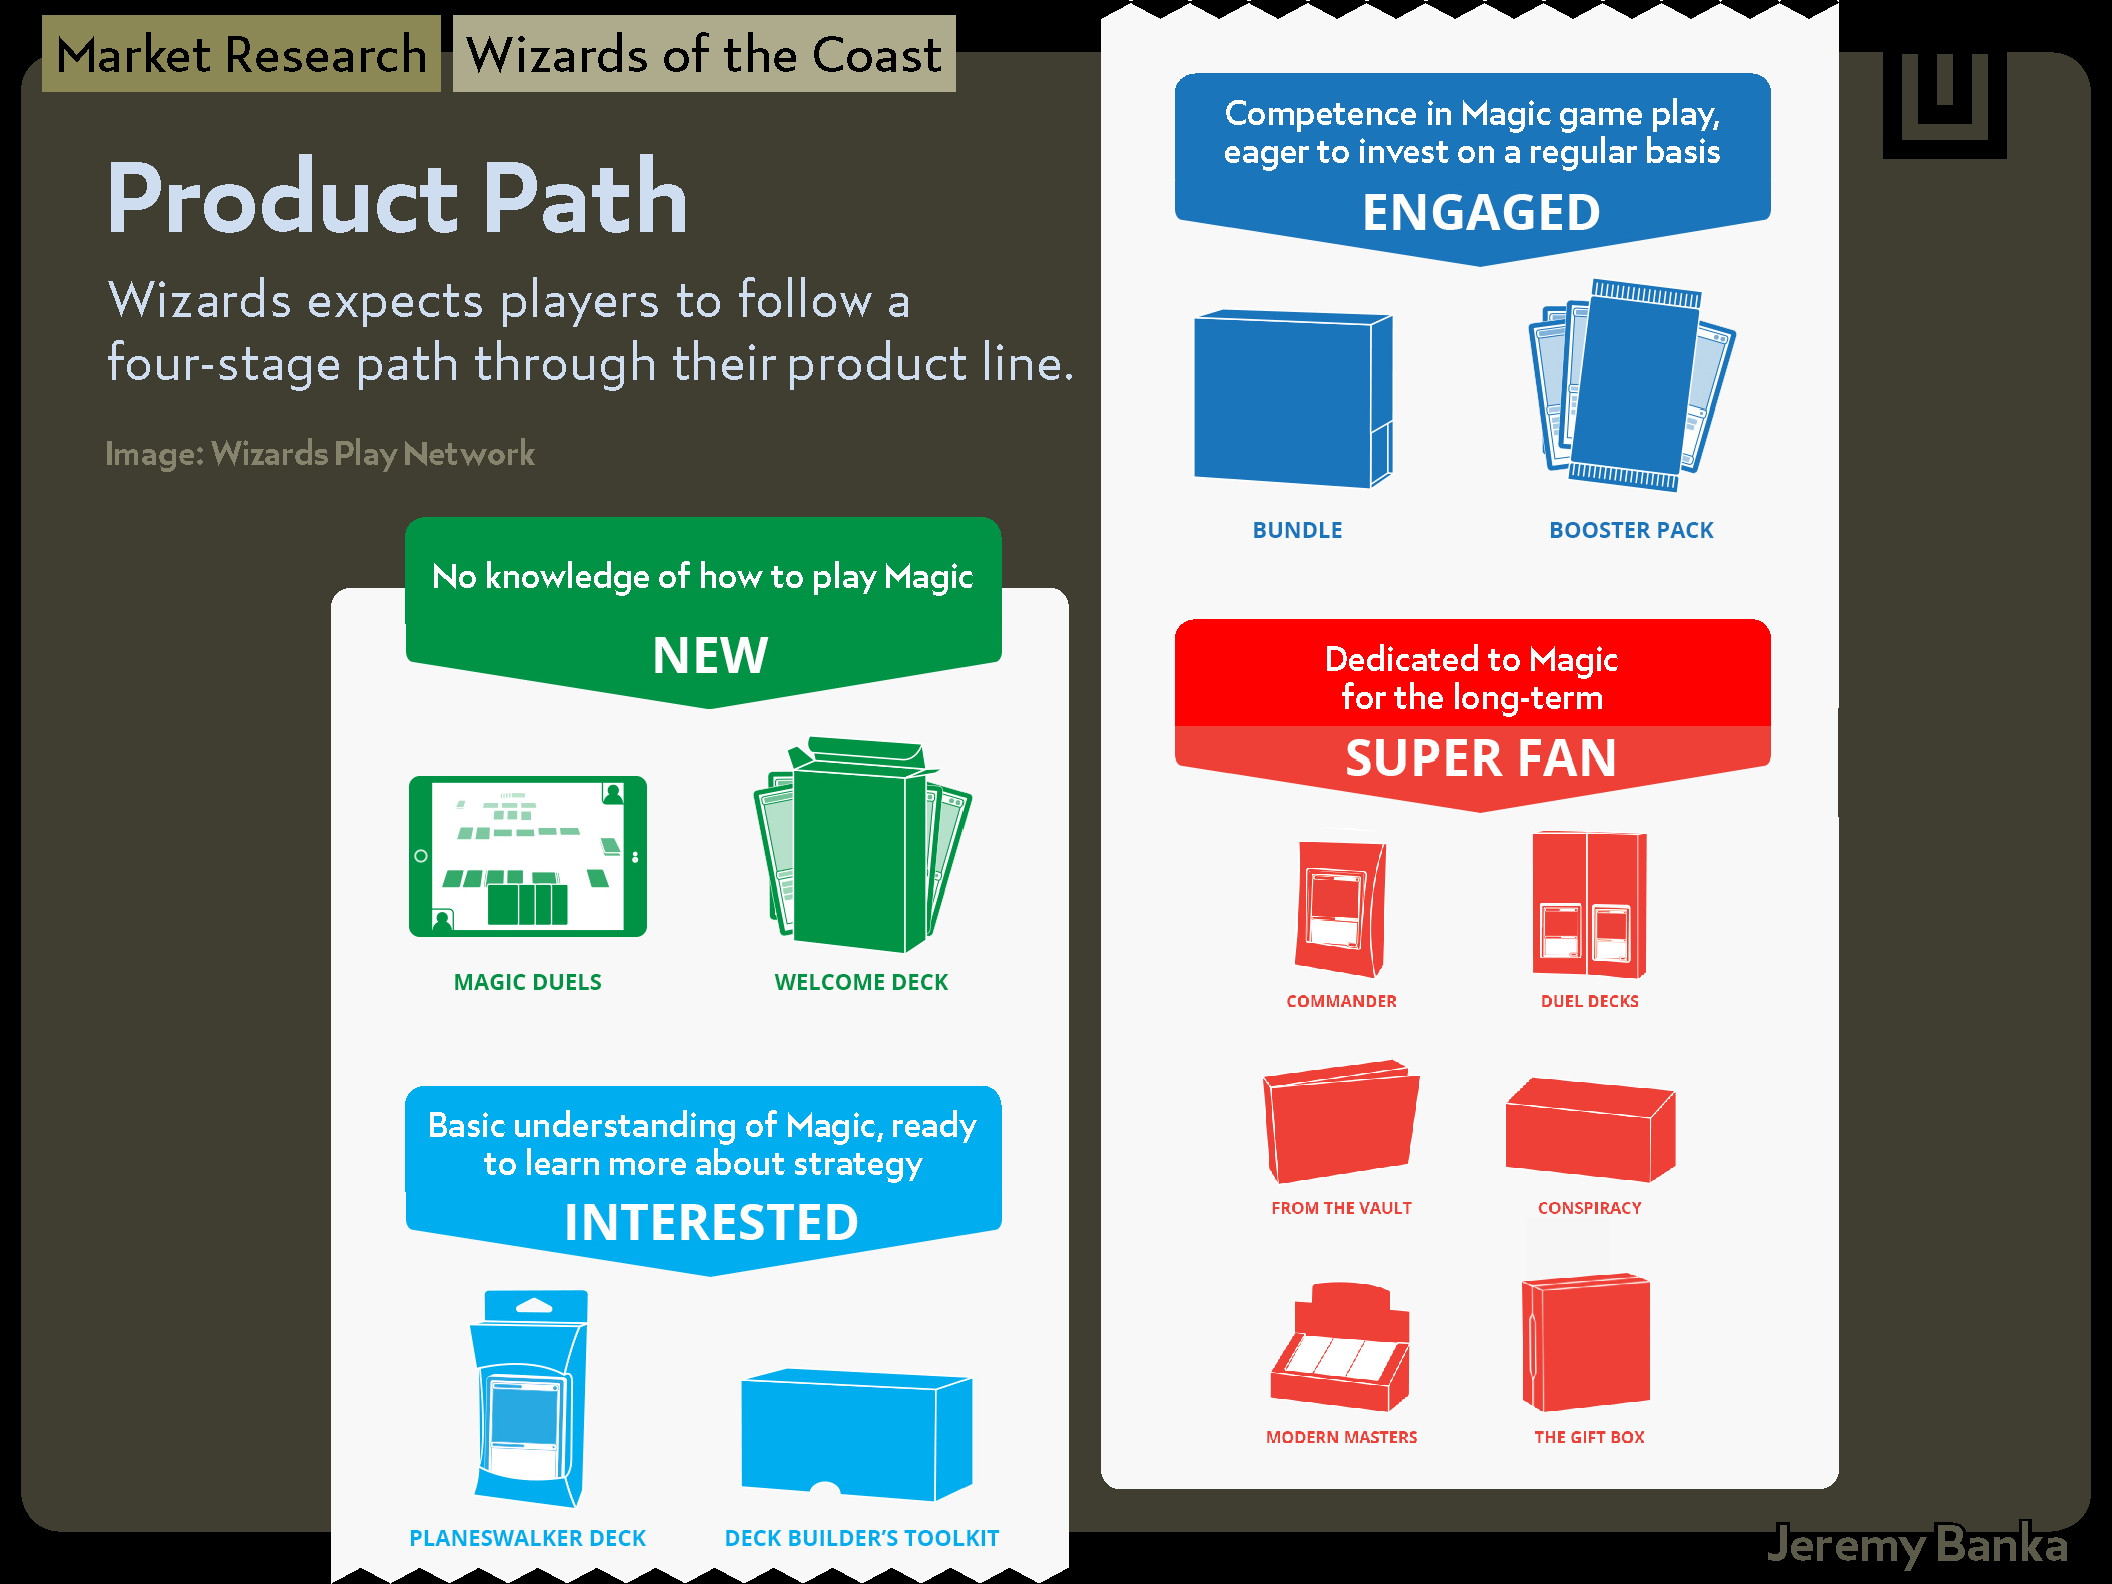 Market Research
Wizards of the Coast
Product Path
Wizards expects players to follow a
four-stage path through their product line.
Image: Wizards Play Network
No knowledge of how to play Magic
NEW
MAGIC DUELS
WELCOME DECK
Basic understanding of Magic, ready
to learn more about strategy
INTERESTED
PLANESWALKER DECK
DECK BUILDER'S TOOLKIT
Competence in Magic game play,
eager to invest on a regular basis
ENGAGED
BUNDLE
BOOSTER PACK
Dedicated to Magic
for the long-term
SUPER FAN
COMMANDER
DUEL DECKS
FROM THE VAULT
CONSPIRACY
MODERN MASTERS
THE GIFT BOX
Jeremy Banka